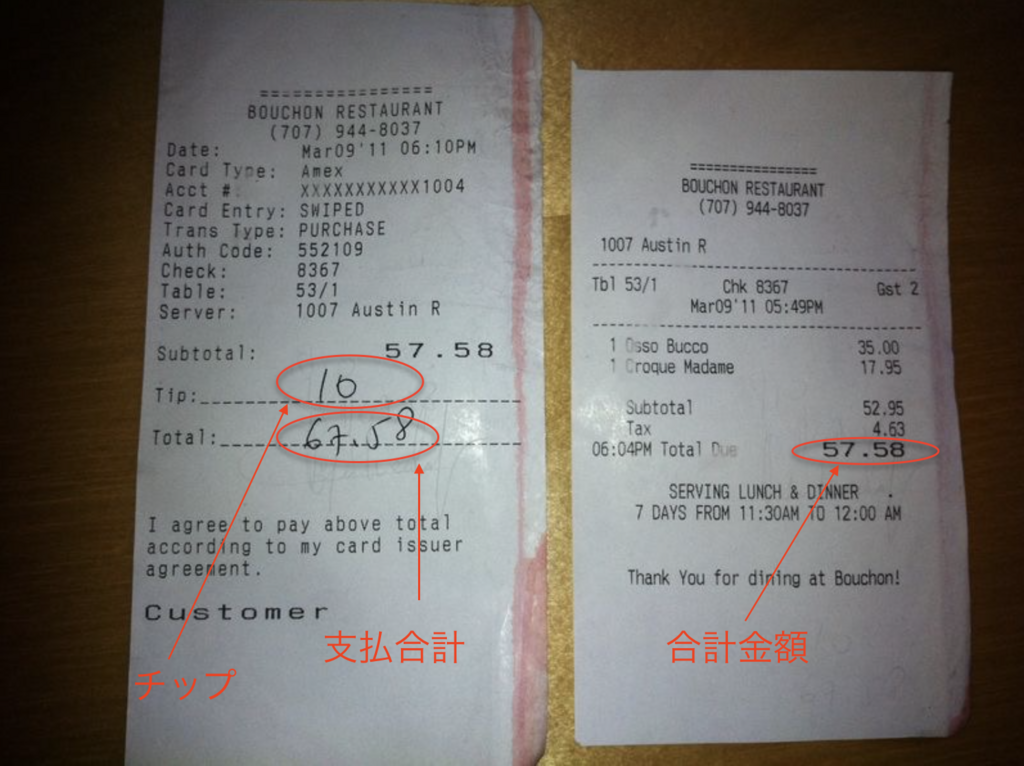 ================
BOUCHON RESTAURANT
(707) 944-8037
Date: Mar09'11 06:10PM
Card Type: Amex
Acct #: XXXXXXXXXXX1004
Card Entry: SWIPED
Trans Type: PURCHASE
Auth Code: 552109
Check: 8367
Table: 53/1
Server: 1007 Austin R
Subtotal: 57.58
Tip: 10
Total: 67.58
I agree to pay above total
according to my card issuer
agreement.
Customer
チップ
支払合計
================
BOUCHON RESTAURANT
(707) 944-8037
1007 Austin R
Tbl 53/1 Chk 8367 Gst 2
Mar09'11 05:49PM
1 Osso Bucco 35.00
1 Croque Madame 17.95
Subtotal 52.95
Tax 4.63
06:04PM Total Due 57.58
SERVING LUNCH & DINNER .
7 DAYS FROM 11:30AM TO 12:00 AM
Thank You for dining at Bouchon!
合計金額